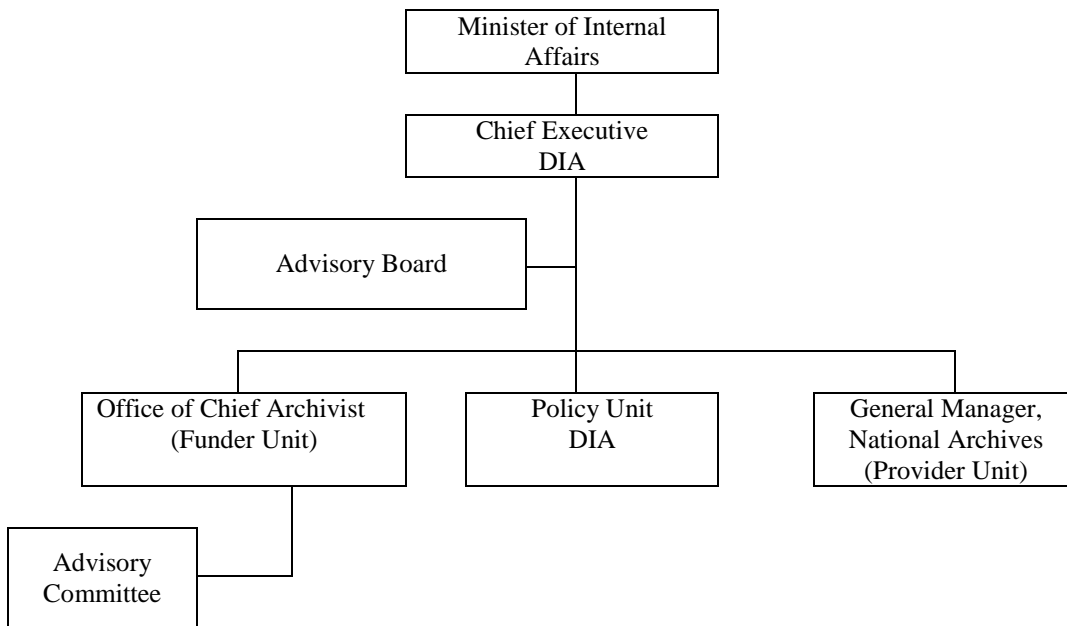 Minister of Internal
Affairs
Chief Executive
DIA
Advisory Board
Office of Chief Archivist
(Funder Unit)
Policy Unit
DIA
General Manager,
National Archives
(Provider Unit)
Advisory
Committee